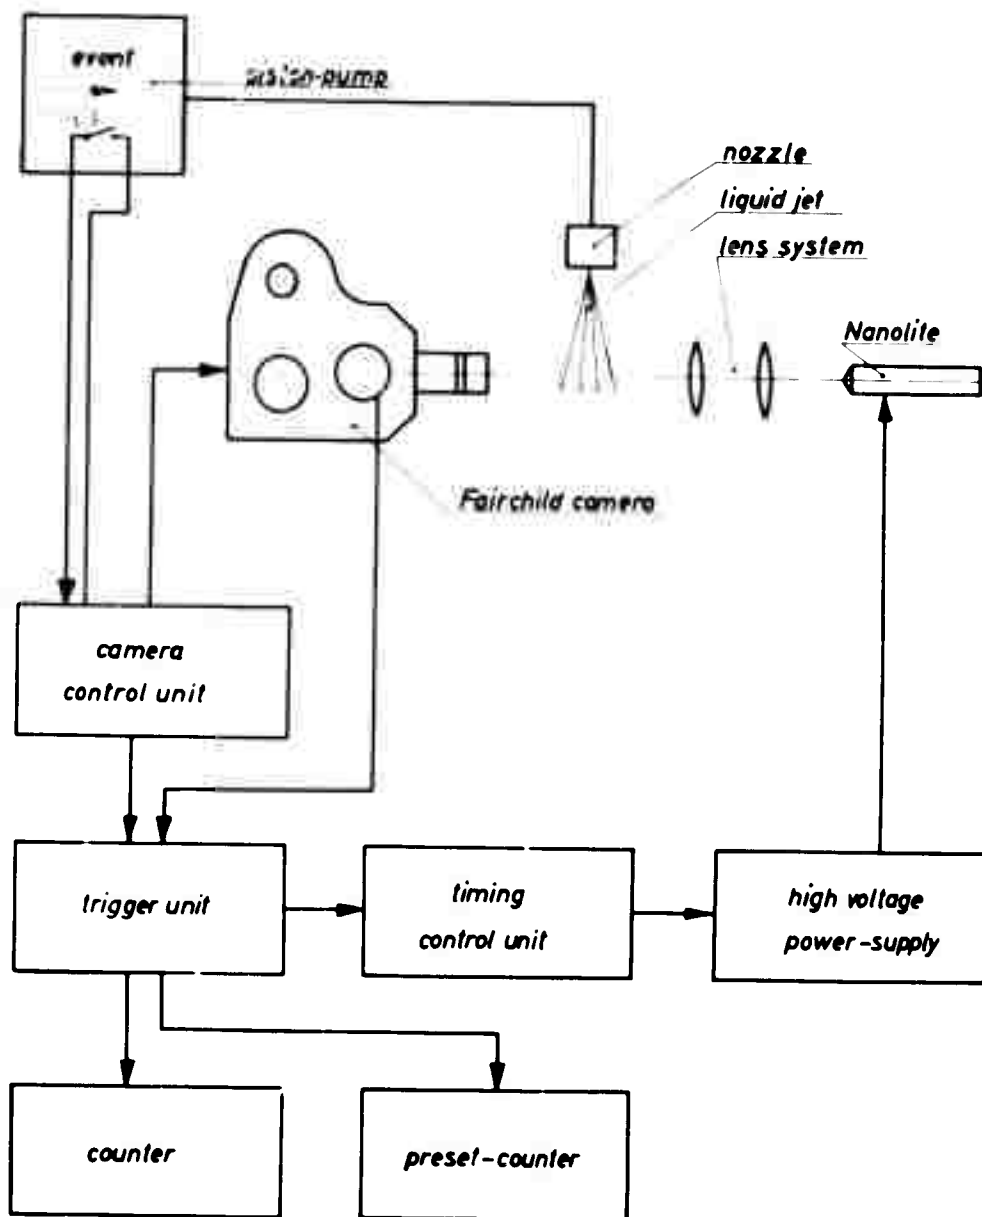 event
piston-pump
nozzle
liquid jet
lens system
Nanolite
Fairchild camera
camera
control unit
trigger unit
timing
control unit
high voltage
power-supply
counter
preset-counter